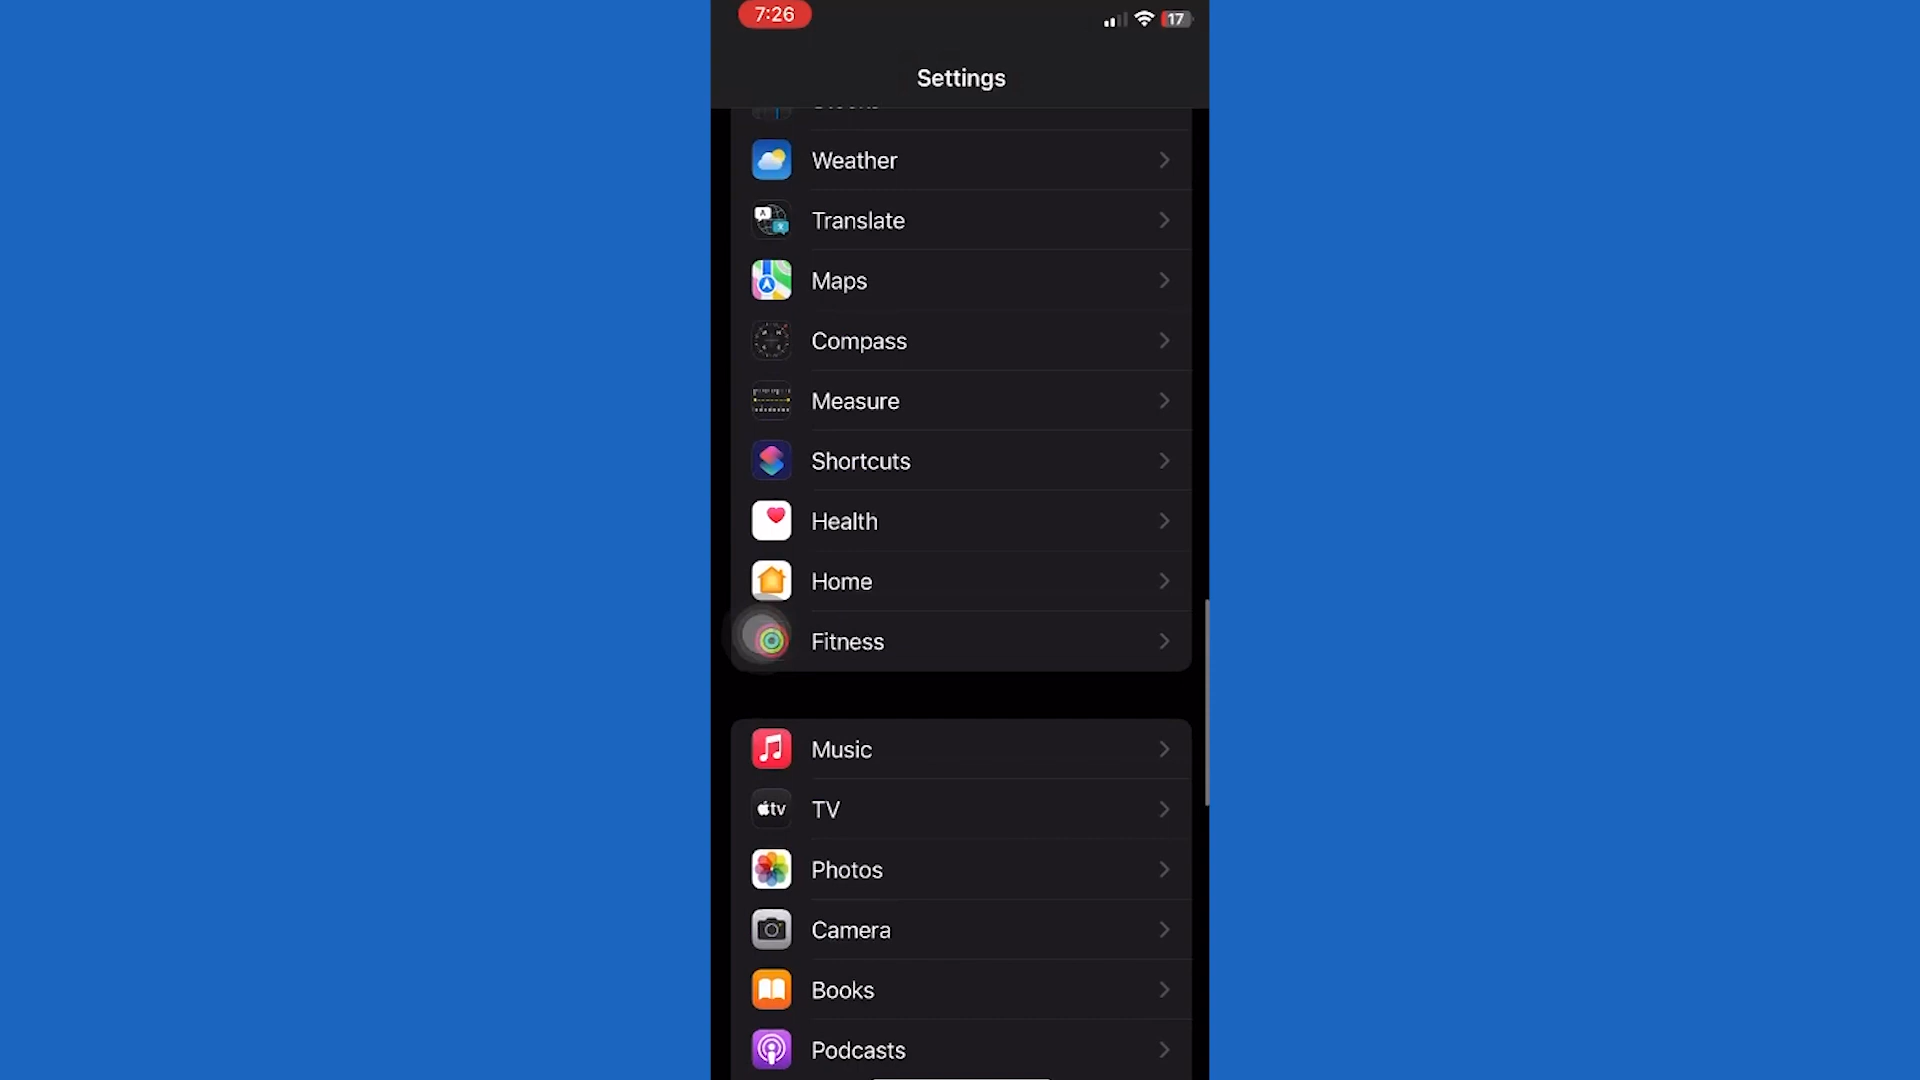 7:26
17
Settings
Weather
Translate
Maps
Compass
Measure
Shortcuts
Health
Home
Fitness
Music
tv
TV
Photos
Camera
Books
Podcasts